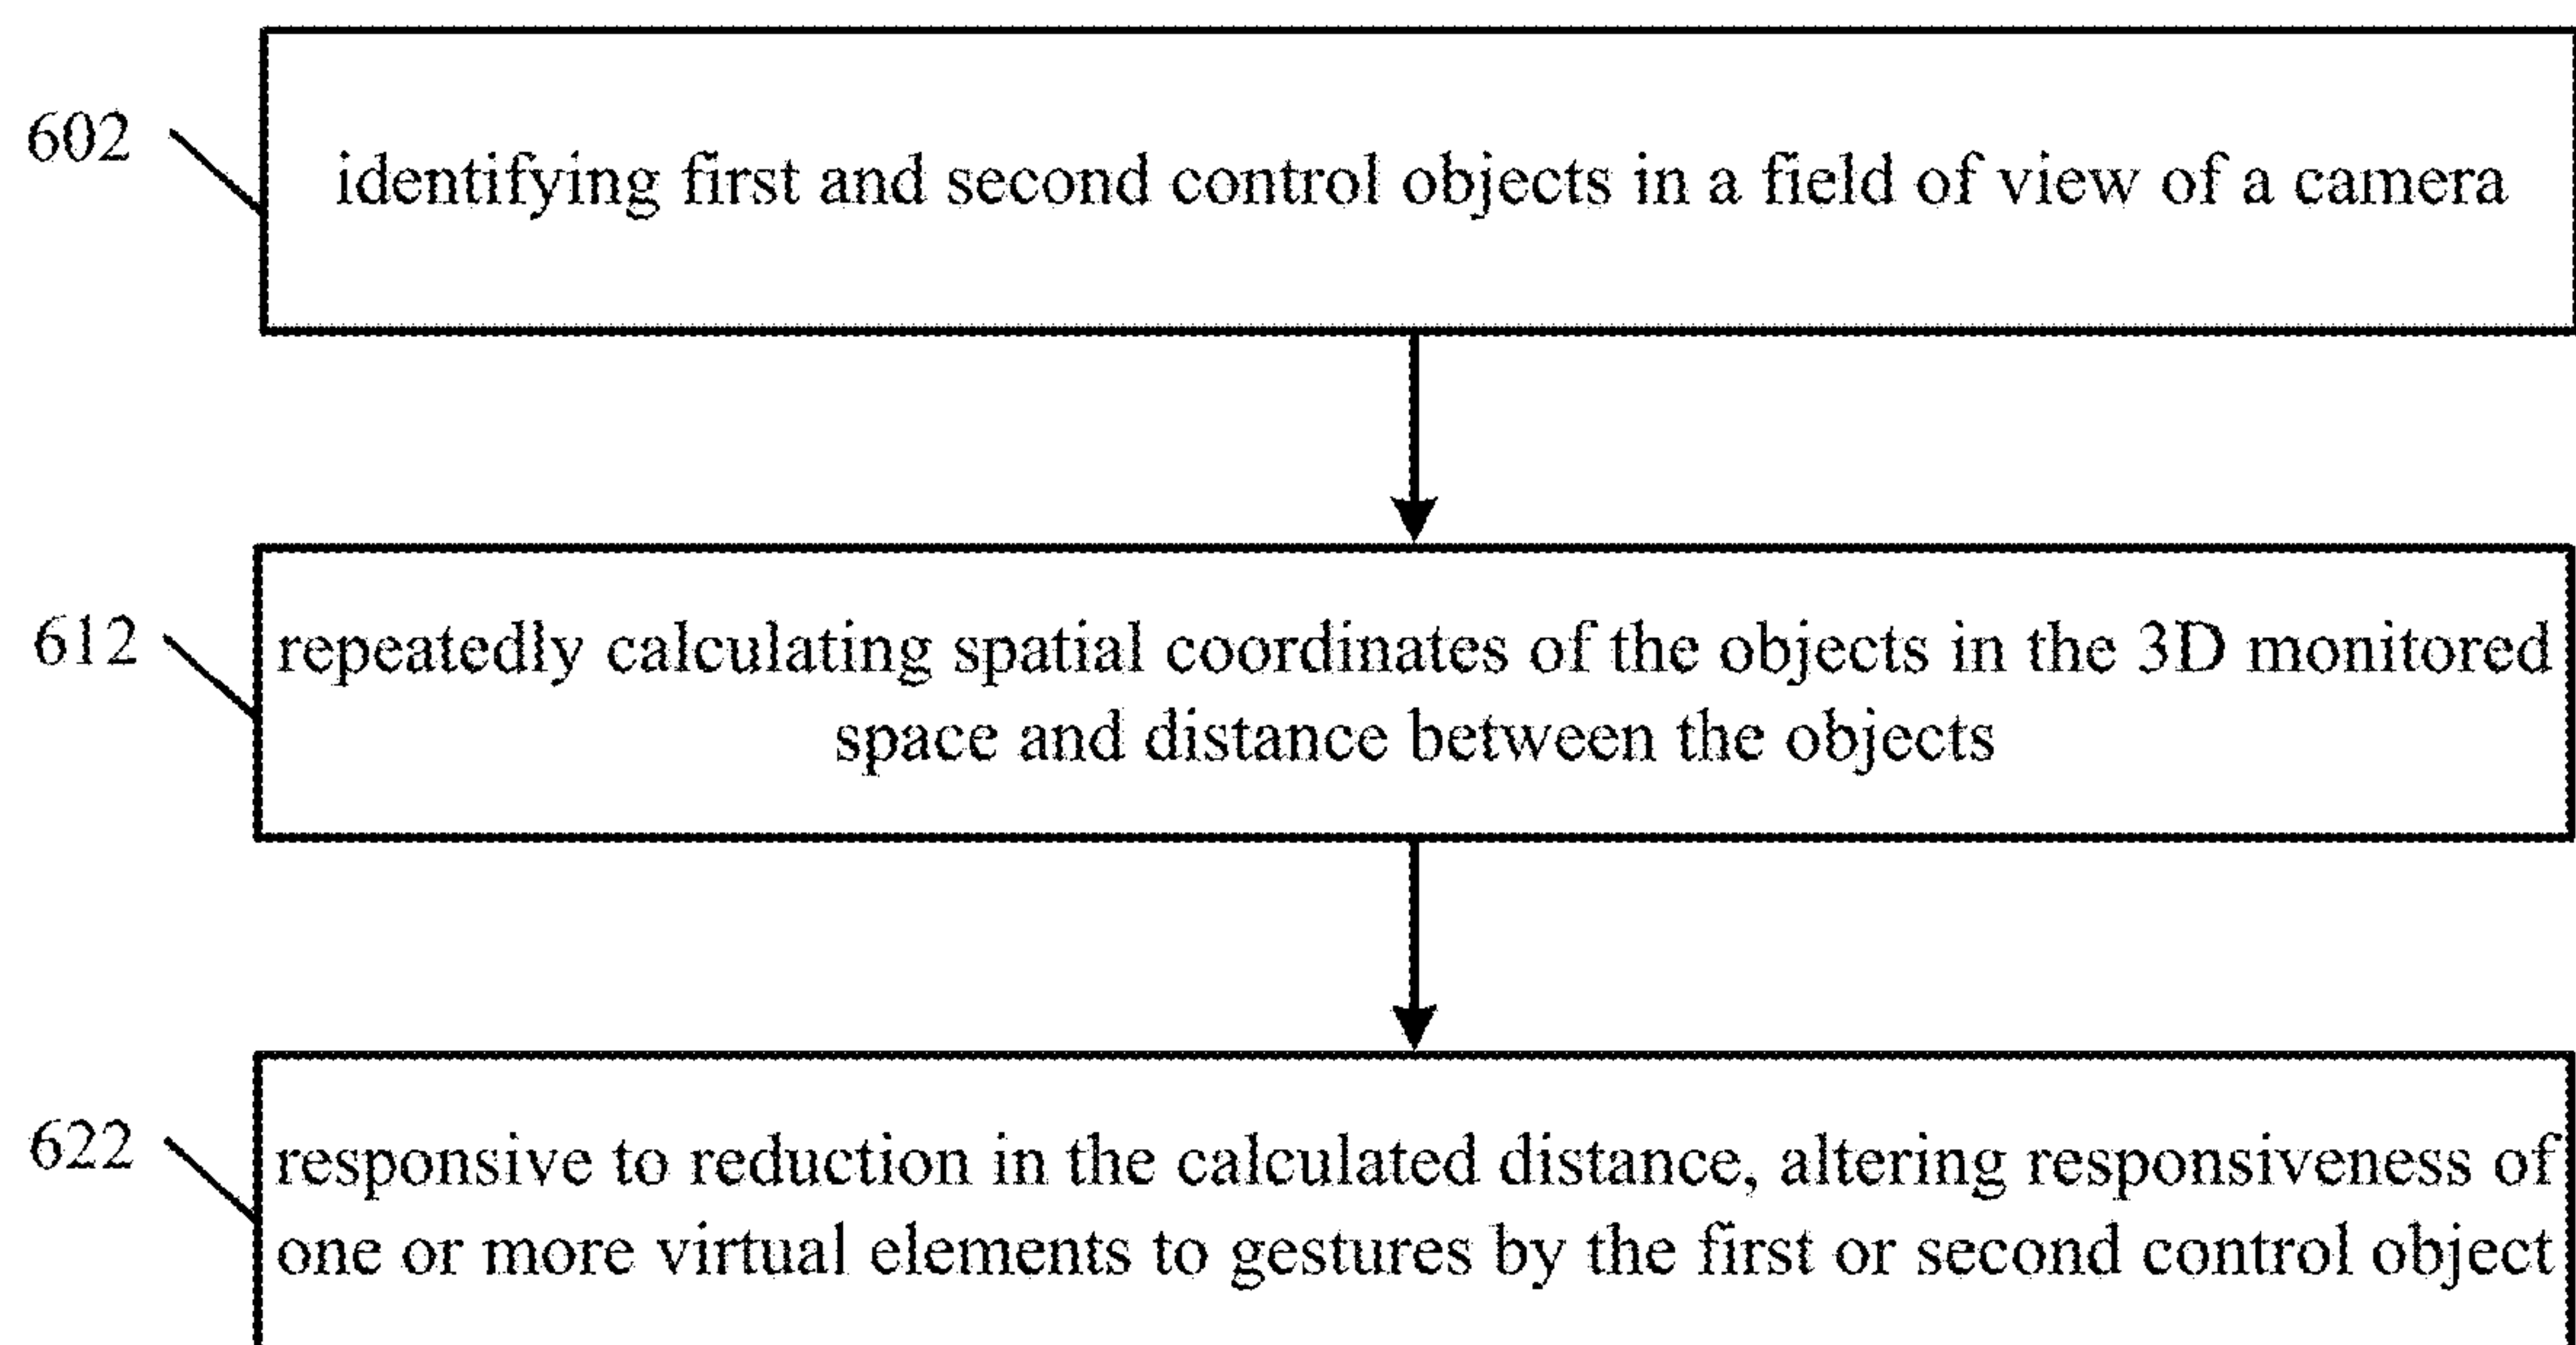 602
identifying first and second control objects in a field of view of a camera
612
repeatedly calculating spatial coordinates of the objects in the 3D monitored
space and distance between the objects
622
responsive to reduction in the calculated distance, altering responsiveness of
one or more virtual elements to gestures by the first or second control object